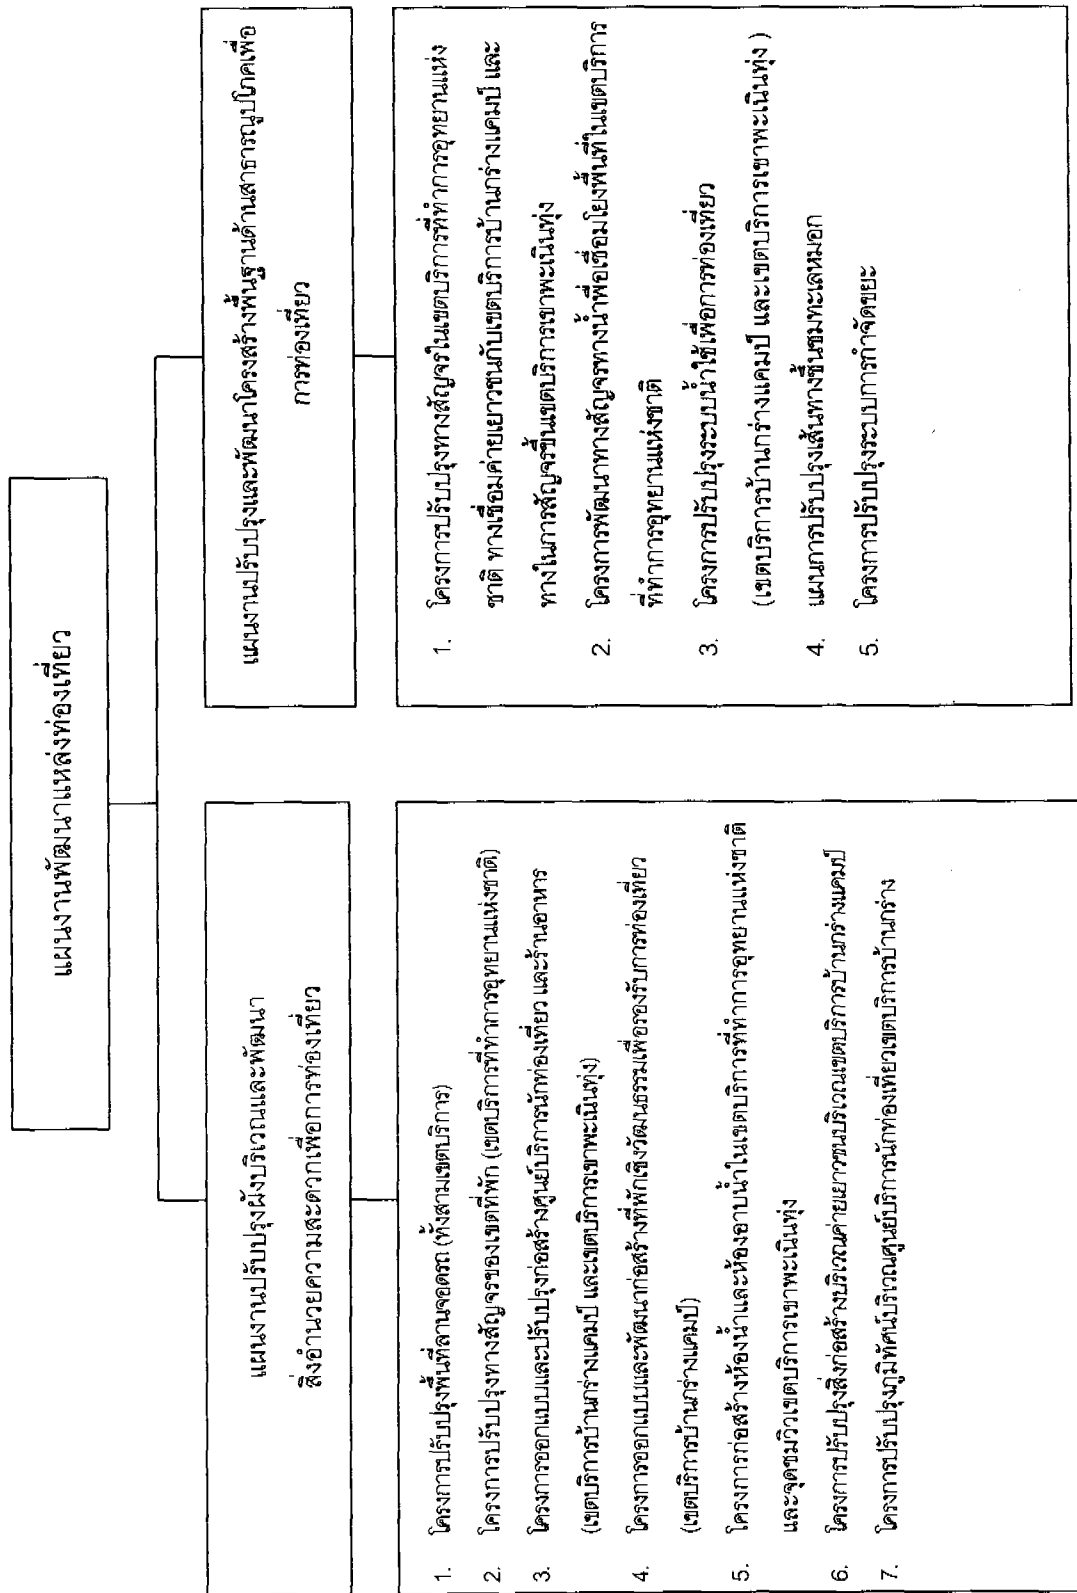 แผนงานพัฒนาแหล่งท่องเที่ยว
แผนงานปรับปรุงผังบริเวณและพัฒนา
สิ่งอำนวยความสะดวกเพื่อการท่องเที่ยว
1. โครงการปรับปรุงพื้นที่ลานจอดรถ (ทั้งสามเขตบริการ)
2. โครงการปรับปรุงทางสัญจรของเขตที่พัก (เขตบริการที่ทำการอุทยานแห่งชาติ)
3. โครงการออกแบบและปรับปรุงก่อสร้างศูนย์บริการนักท่องเที่ยว และร้านอาหาร
(เขตบริการบ้านกร่างแคมป์ และเขตบริการเขาพะเนินทุ่ง)
4. โครงการออกแบบและพัฒนาก่อสร้างที่พักเชิงวัฒนธรรมเพื่อรองรับการท่องเที่ยว
(เขตบริการบ้านกร่างแคมป์)
5. โครงการก่อสร้างห้องน้ำและห้องอาบน้ำในเขตบริการที่ทำการอุทยานแห่งชาติ
และจุดชมวิวเขตบริการเขาพะเนินทุ่ง
6. โครงการปรับปรุงสิ่งก่อสร้างบริเวณค่ายเยาวชนบริเวณเขตบริการบ้านกร่างแคมป์
7. โครงการปรับปรุงภูมิทัศน์บริเวณศูนย์บริการนักท่องเที่ยวเขตบริการบ้านกร่าง
แผนงานปรับปรุงและพัฒนาโครงสร้างพื้นฐานด้านสาธารณูปโภคเพื่อ
การท่องเที่ยว
1. โครงการปรับปรุงทางสัญจรในเขตบริการที่ทำการอุทยานแห่ง
ชาติ ทางเชื่อมค่ายเยาวชนกับเขตบริการบ้านกร่างแคมป์ และ
ทางในการสัญจรขึ้นเขตบริการเขาพะเนินทุ่ง
2. โครงการพัฒนาทางสัญจรทางน้ำเพื่อเชื่อมโยงพื้นที่ในเขตบริการ
ที่ทำการอุทยานแห่งชาติ
3. โครงการปรับปรุงระบบน้ำใช้เพื่อการท่องเที่ยว
(เขตบริการบ้านกร่างแคมป์ และเขตบริการเขาพะเนินทุ่ง )
4. แผนการปรับปรุงเส้นทางขึ้นชมทะเลหมอก
5. โครงการปรับปรุงระบบการกำจัดขยะ